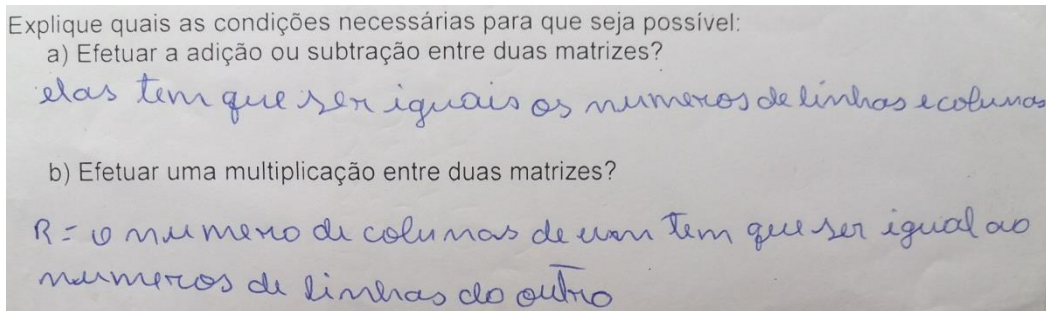 Explique quais as condições necessárias para que seja possível:
a) Efetuar a adição ou subtração entre duas matrizes?
elas tem que ser iguais os numeros de linhas e colunas
b) Efetuar uma multiplicação entre duas matrizes?
R = o numero de colunas de um tem que ser igual ao
numeros de linhas do outro